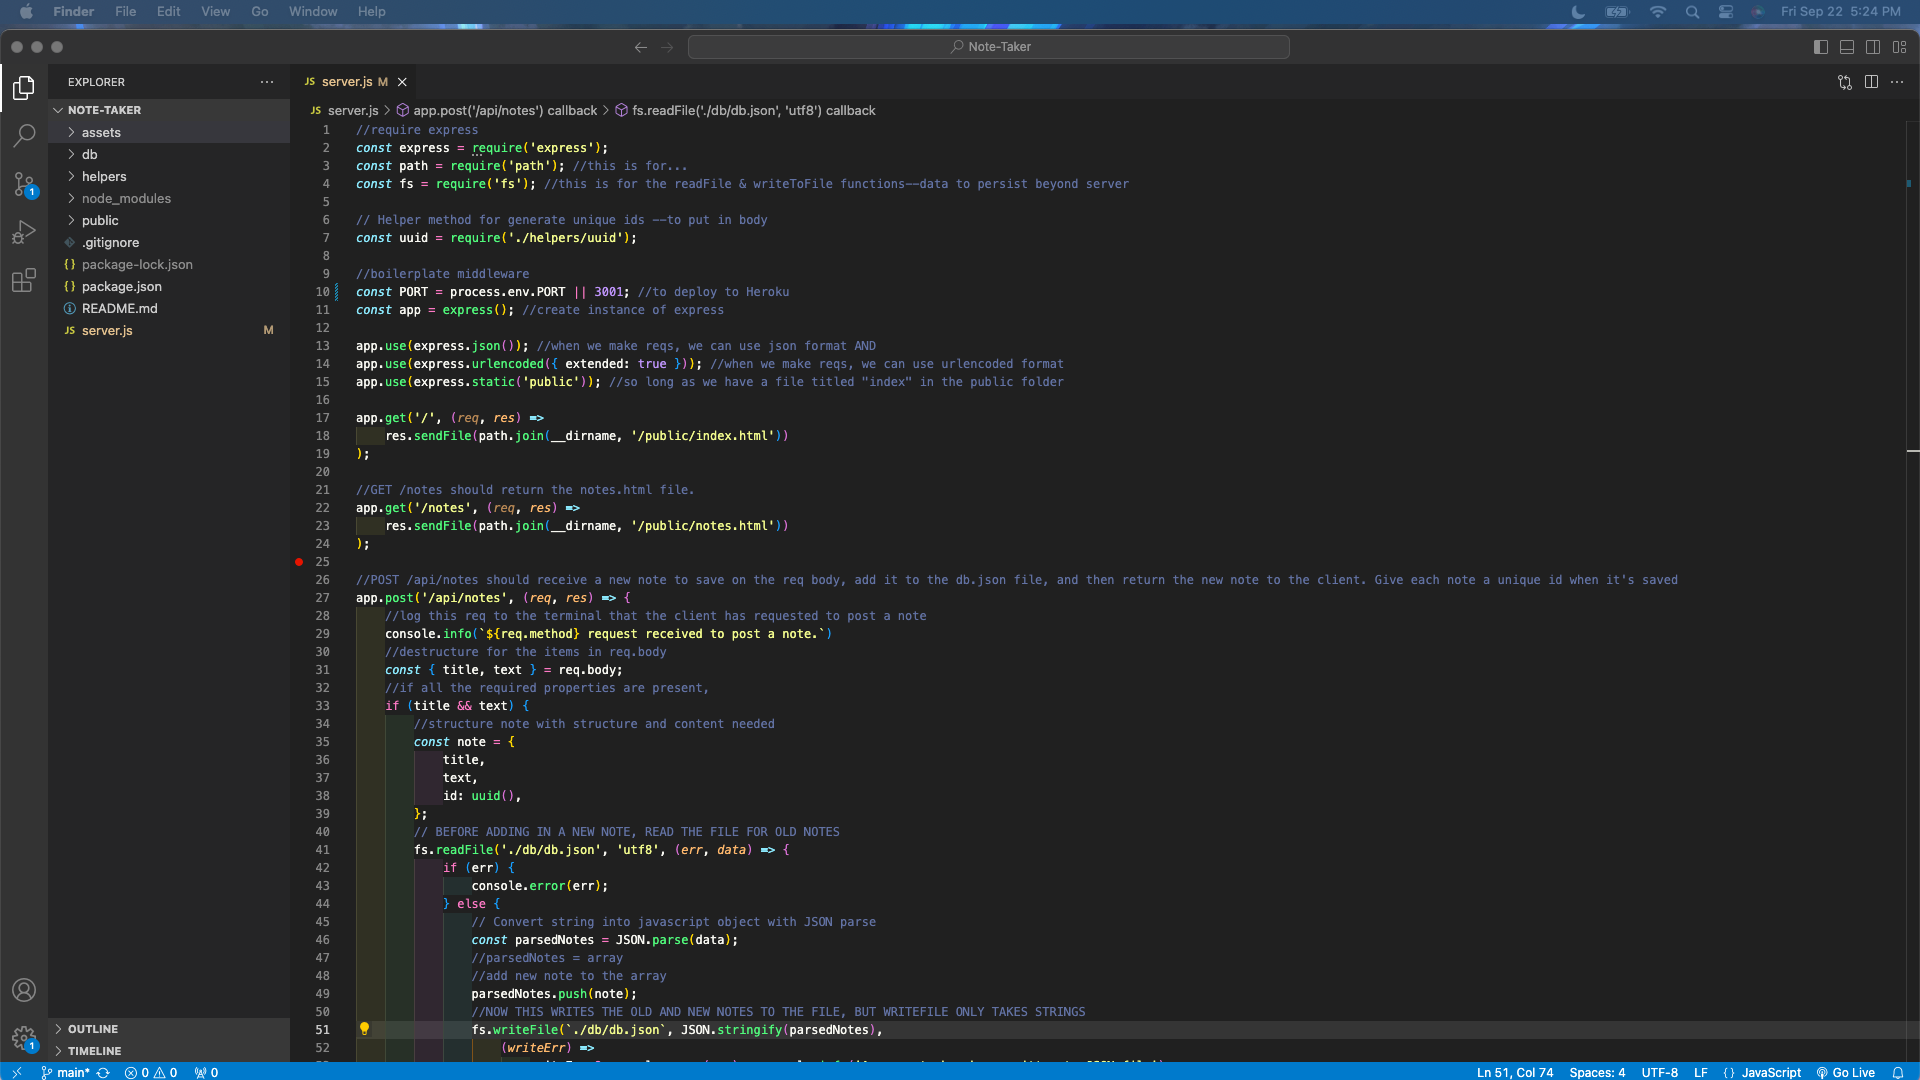 Finder File Edit View Go Window Help Fri Sep 22 5:24 PM
Note-Taker
EXPLORER
NOTE-TAKER
assets
db
helpers
node_modules
public
.gitignore
{} package-lock.json
{} package.json
README.md
JS server.js M
1
JS server.js M
JS server.js > app.post('/api/notes') callback > fs.readFile('./db/db.json', 'utf8') callback
1 //require express
2 const express = require('express');
3 const path = require('path'); //this is for...
4 const fs = require('fs'); //this is for the readFile & writeToFile functions--data to persist beyond server
5
6 // Helper method for generate unique ids --to put in body
7 const uuid = require('./helpers/uuid');
8
9 //boilerplate middleware
10 const PORT = process.env.PORT || 3001; //to deploy to Heroku
11 const app = express(); //create instance of express
12
13 app.use(express.json()); //when we make reqs, we can use json format AND
14 app.use(express.urlencoded({ extended: true })); //when we make reqs, we can use urlencoded format
15 app.use(express.static('public')); //so long as we have a file titled "index" in the public folder
16
17 app.get('/', (req, res) =>
18 res.sendFile(path.join(__dirname, '/public/index.html'))
19 );
20
21 //GET /notes should return the notes.html file.
22 app.get('/notes', (req, res) =>
23 res.sendFile(path.join(__dirname, '/public/notes.html'))
24 );
25
26 //POST /api/notes should receive a new note to save on the req body, add it to the db.json file, and then return the new note to the client. Give each note a unique id when it's saved
27 app.post('/api/notes', (req, res) => {
28 //log this req to the terminal that the client has requested to post a note
29 console.info(`${req.method} request received to post a note.`)
30 //destructure for the items in req.body
31 const { title, text } = req.body;
32 //if all the required properties are present,
33 if (title && text) {
34 //structure note with structure and content needed
35 const note = {
36 title,
37 text,
38 id: uuid(),
39 };
40 // BEFORE ADDING IN A NEW NOTE, READ THE FILE FOR OLD NOTES
41 fs.readFile('./db/db.json', 'utf8', (err, data) => {
42 if (err) {
43 console.error(err);
44 } else {
45 // Convert string into javascript object with JSON parse
46 const parsedNotes = JSON.parse(data);
47 //parsedNotes = array
48 //add new note to the array
49 parsedNotes.push(note);
50 //NOW THIS WRITES THE OLD AND NEW NOTES TO THE FILE, BUT WRITEFILE ONLY TAKES STRINGS
51 fs.writeFile(`./db/db.json`, JSON.stringify(parsedNotes),
52 (writeErr) =>
OUTLINE
TIMELINE
1
main* 0 0 0 Ln 51, Col 74 Spaces: 4 UTF-8 LF {} JavaScript Go Live